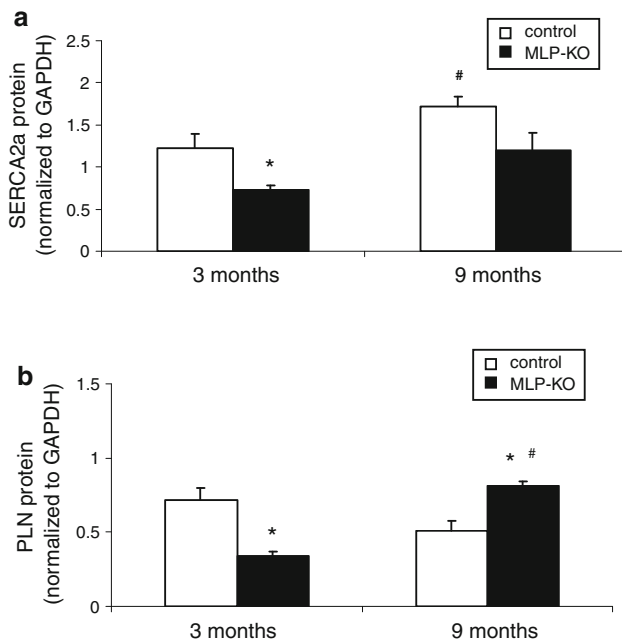 a
SERCA2a protein
(normalized to GAPDH)
2.5
2
1.5
1
0.5
0
control
MLP-KO
*
#
3 months
9 months
b
PLN protein
(normalized to GAPDH)
1.5
1
0.5
0
control
MLP-KO
*
* #
3 months
9 months